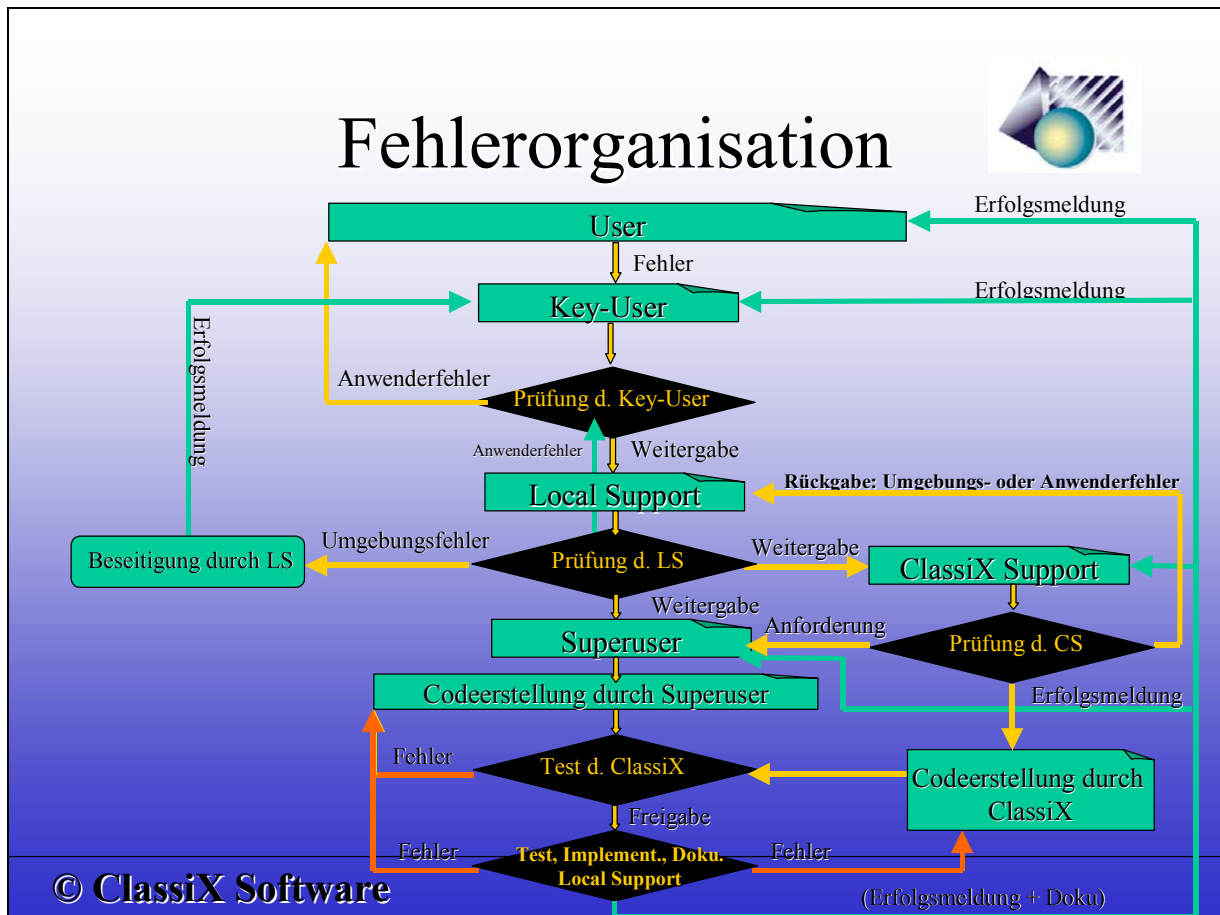 Fehlerorganisation
Erfolgsmeldung
User
Fehler
Erfolgsmeldung
Key-User
Erfolgsmeldung
Anwenderfehler
Prüfung d. Key-User
Anwenderfehler
Weitergabe
Rückgabe: Umgebungs- oder Anwenderfehler
Local Support
Umgebungsfehler
Weitergabe
Beseitigung durch LS
Prüfung d. LS
ClassiX Support
Weitergabe
Anforderung
Superuser
Prüfung d. CS
Codeerstellung durch Superuser
Erfolgsmeldung
Fehler
Test d. ClassiX
Codeerstellung durch
ClassiX
Freigabe
Fehler
Test, Implement., Doku.
Local Support
Fehler
© ClassiX Software
(Erfolgsmeldung + Doku)